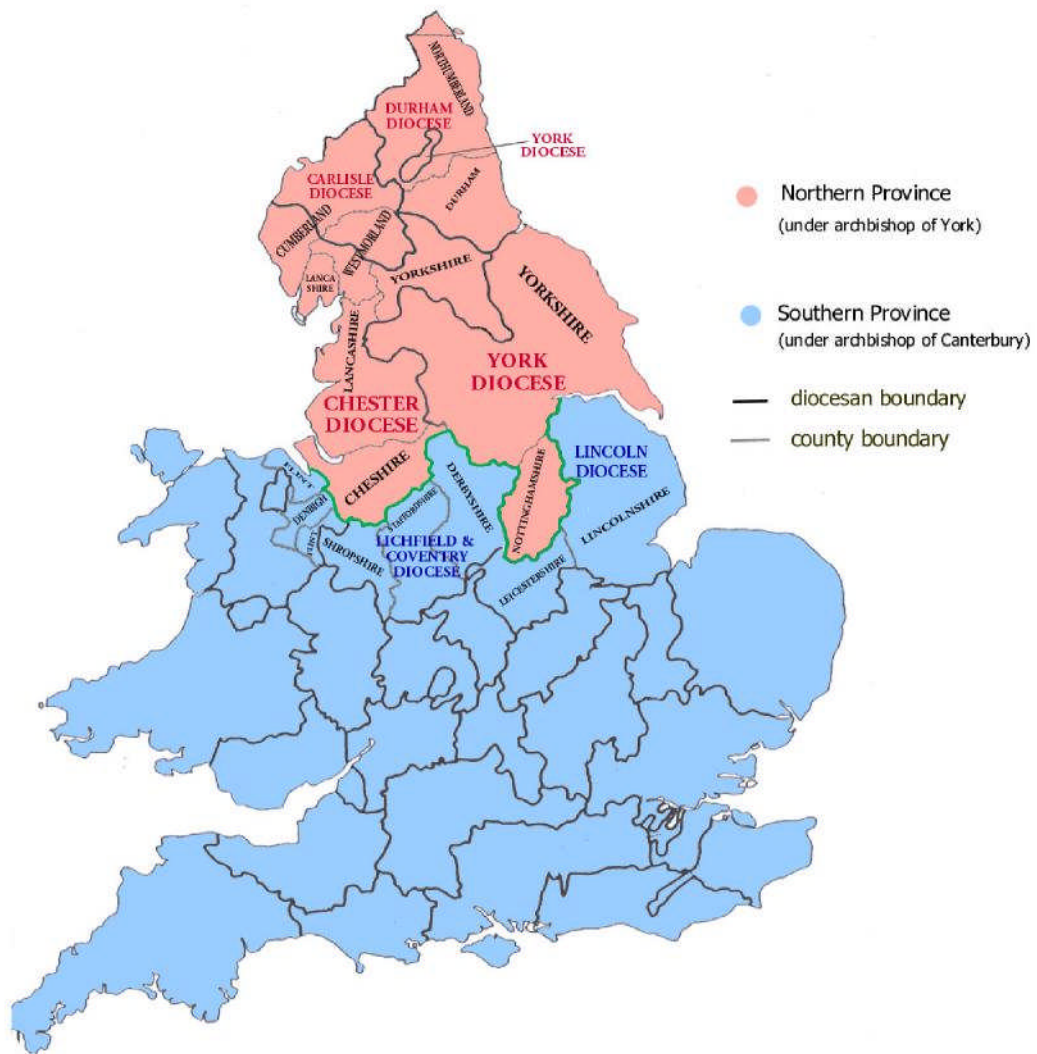 NORTHUMBERLAND
DURHAM
DIOCESE
YORK
DIOCESE
CARLISLE
DIOCESE
DURHAM
CUMBERLAND
WESTMORLAND
LANCA
SHIRE
YORKSHIRE
YORKSHIRE
LANCASHIRE
YORK
DIOCESE
CHESTER
DIOCESE
CHESHIRE
LINCOLN
DIOCESE
FLINT
DENBIGH
STAFFORDSHIRE
DERBYSHIRE
NOTTINGHAMSHIRE
LINCOLNSHIRE
SHROPSHIRE
LICHFIELD &
COVENTRY
DIOCESE
LEICESTERSHIRE
Northern Province
(under archbishop of York)
Southern Province
(under archbishop of Canterbury)
diocesan boundary
county boundary